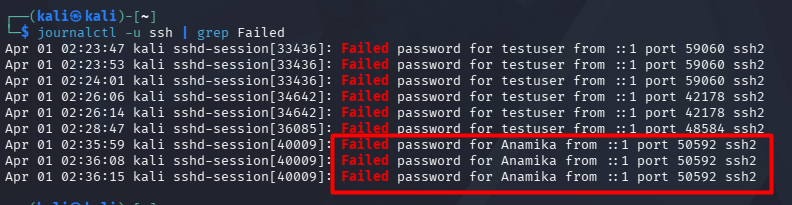 ┌──(kali㉿kali)-[~]
└─$ journalctl -u ssh | grep Failed
Apr 01 02:23:47 kali sshd-session[33436]: Failed password for testuser from ::1 port 59060 ssh2
Apr 01 02:23:53 kali sshd-session[33436]: Failed password for testuser from ::1 port 59060 ssh2
Apr 01 02:24:01 kali sshd-session[33436]: Failed password for testuser from ::1 port 59060 ssh2
Apr 01 02:26:06 kali sshd-session[34642]: Failed password for testuser from ::1 port 42178 ssh2
Apr 01 02:26:14 kali sshd-session[34642]: Failed password for testuser from ::1 port 42178 ssh2
Apr 01 02:28:47 kali sshd-session[36085]: Failed password for testuser from ::1 port 48584 ssh2
Apr 01 02:35:59 kali sshd-session[40009]: Failed password for Anamika from ::1 port 50592 ssh2
Apr 01 02:36:08 kali sshd-session[40009]: Failed password for Anamika from ::1 port 50592 ssh2
Apr 01 02:36:15 kali sshd-session[40009]: Failed password for Anamika from ::1 port 50592 ssh2